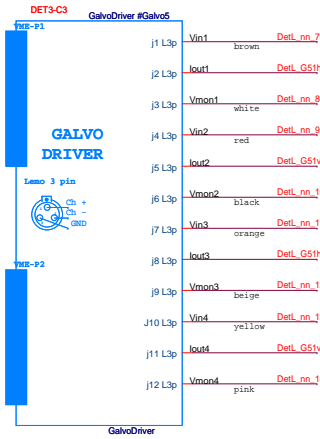 DET3-C3
GalvoDriver #Galvo5
VME-P1
j1 L3p Vin1 DetL_nn_7
brown
j2 L3p Iout1 DetL_G51h
j3 L3p Vmon1 DetL_nn_8
white
j4 L3p Vin2 DetL_nn_9
red
GALVO
DRIVER
j5 L3p Iout2 DetL_G51v
Lemo 3 pin
j6 L3p Vmon2 DetL_nn_1
black
Ch +
Ch -
GND
j7 L3p Vin3 DetL_nn_1
orange
j8 L3p Iout3 DetL_G51h
VME-P2
j9 L3p Vmon3 DetL_nn_1
beige
J10 L3p Vin4 DetL_nn_1
yellow
j11 L3p Iout4 DetL_G51v
j12 L3p Vmon4 DetL_nn_1
pink
GalvoDriver